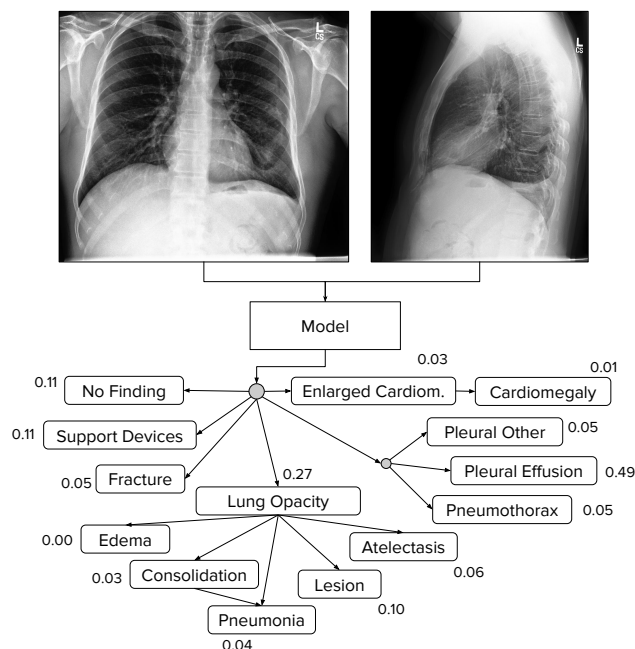 L
CS
L
CS
Model
0.03
0.01
0.11 No Finding
Enlarged Cardiom.
Cardiomegaly
0.11 Support Devices
Pleural Other 0.05
0.05 Fracture
0.27
Pleural Effusion 0.49
Lung Opacity
Pneumothorax 0.05
0.00 Edema
Atelectasis
0.06
0.03 Consolidation
Lesion
0.10
Pneumonia
0.04